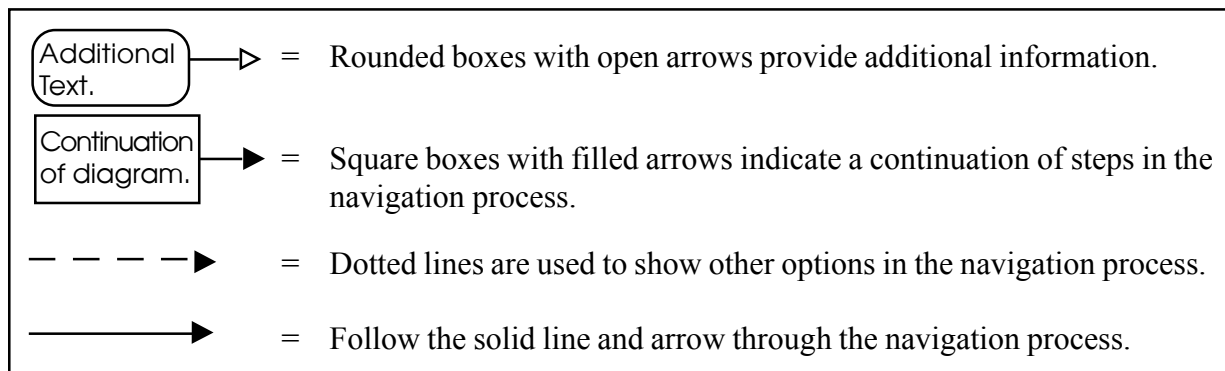 Additional
Text.
= Rounded boxes with open arrows provide additional information.
Continuation
of diagram.
= Square boxes with filled arrows indicate a continuation of steps in the
navigation process.
= Dotted lines are used to show other options in the navigation process.
= Follow the solid line and arrow through the navigation process.